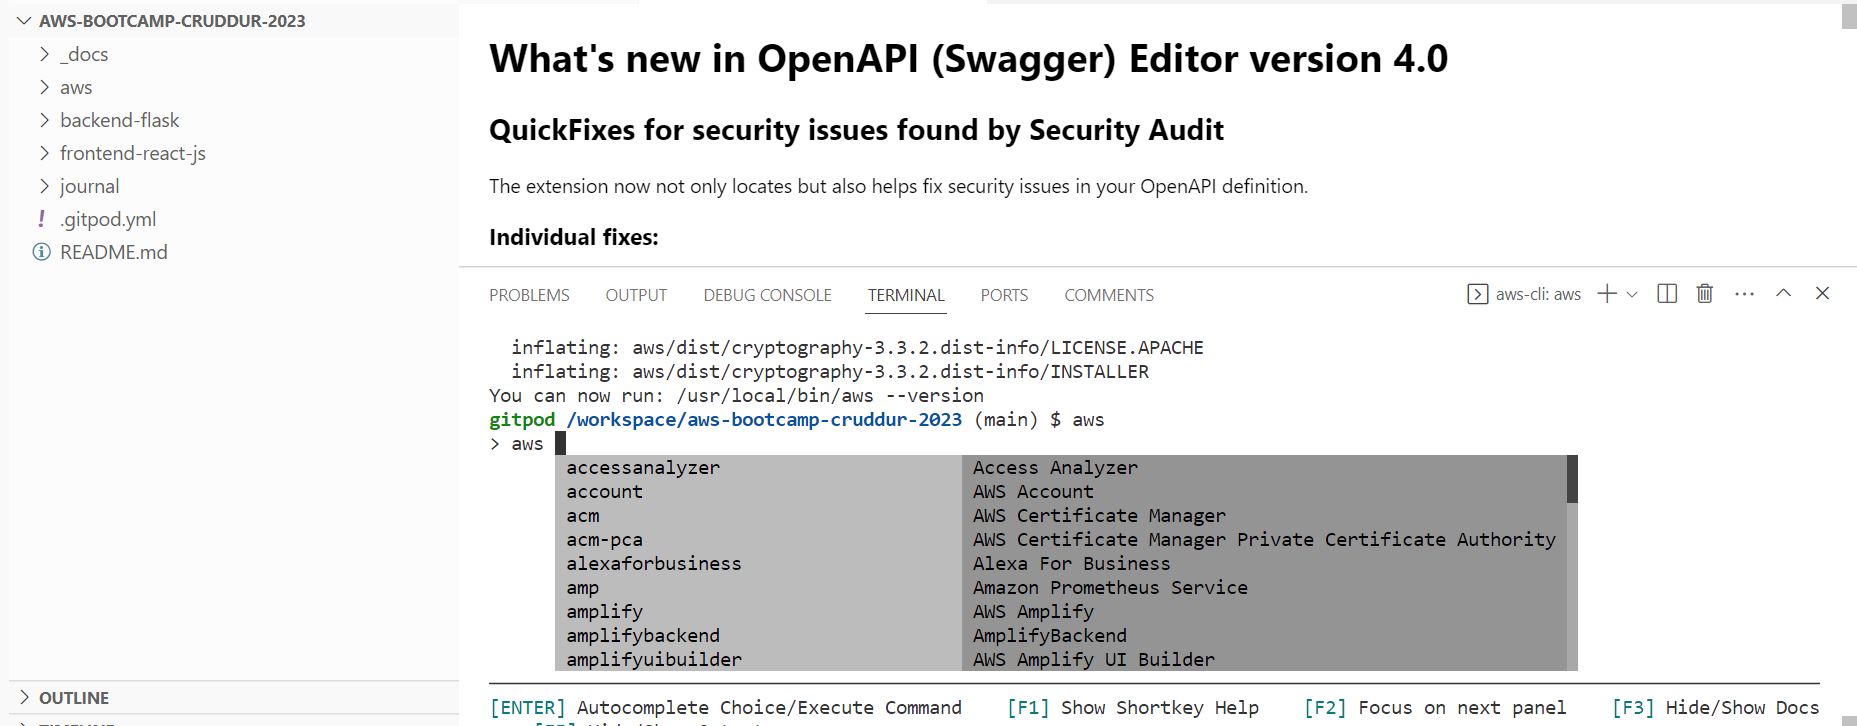 AWS-BOOTCAMP-CRUDDUR-2023
_docs
aws
backend-flask
frontend-react-js
journal
! .gitpod.yml
README.md
OUTLINE
What's new in OpenAPI (Swagger) Editor version 4.0
QuickFixes for security issues found by Security Audit
The extension now not only locates but also helps fix security issues in your OpenAPI definition.
Individual fixes:
PROBLEMS OUTPUT DEBUG CONSOLE TERMINAL PORTS COMMENTS aws-cli: aws
inflating: aws/dist/cryptography-3.3.2.dist-info/LICENSE.APACHE
inflating: aws/dist/cryptography-3.3.2.dist-info/INSTALLER
You can now run: /usr/local/bin/aws --version
gitpod /workspace/aws-bootcamp-cruddur-2023 (main) $ aws
> aws
accessanalyzer Access Analyzer
account AWS Account
acm AWS Certificate Manager
acm-pca AWS Certificate Manager Private Certificate Authority
alexaforbusiness Alexa For Business
amp Amazon Prometheus Service
amplify AWS Amplify
amplifybackend AmplifyBackend
amplifyuibuilder AWS Amplify UI Builder
[ENTER] Autocomplete Choice/Execute Command [F1] Show Shortkey Help [F2] Focus on next panel [F3] Hide/Show Docs